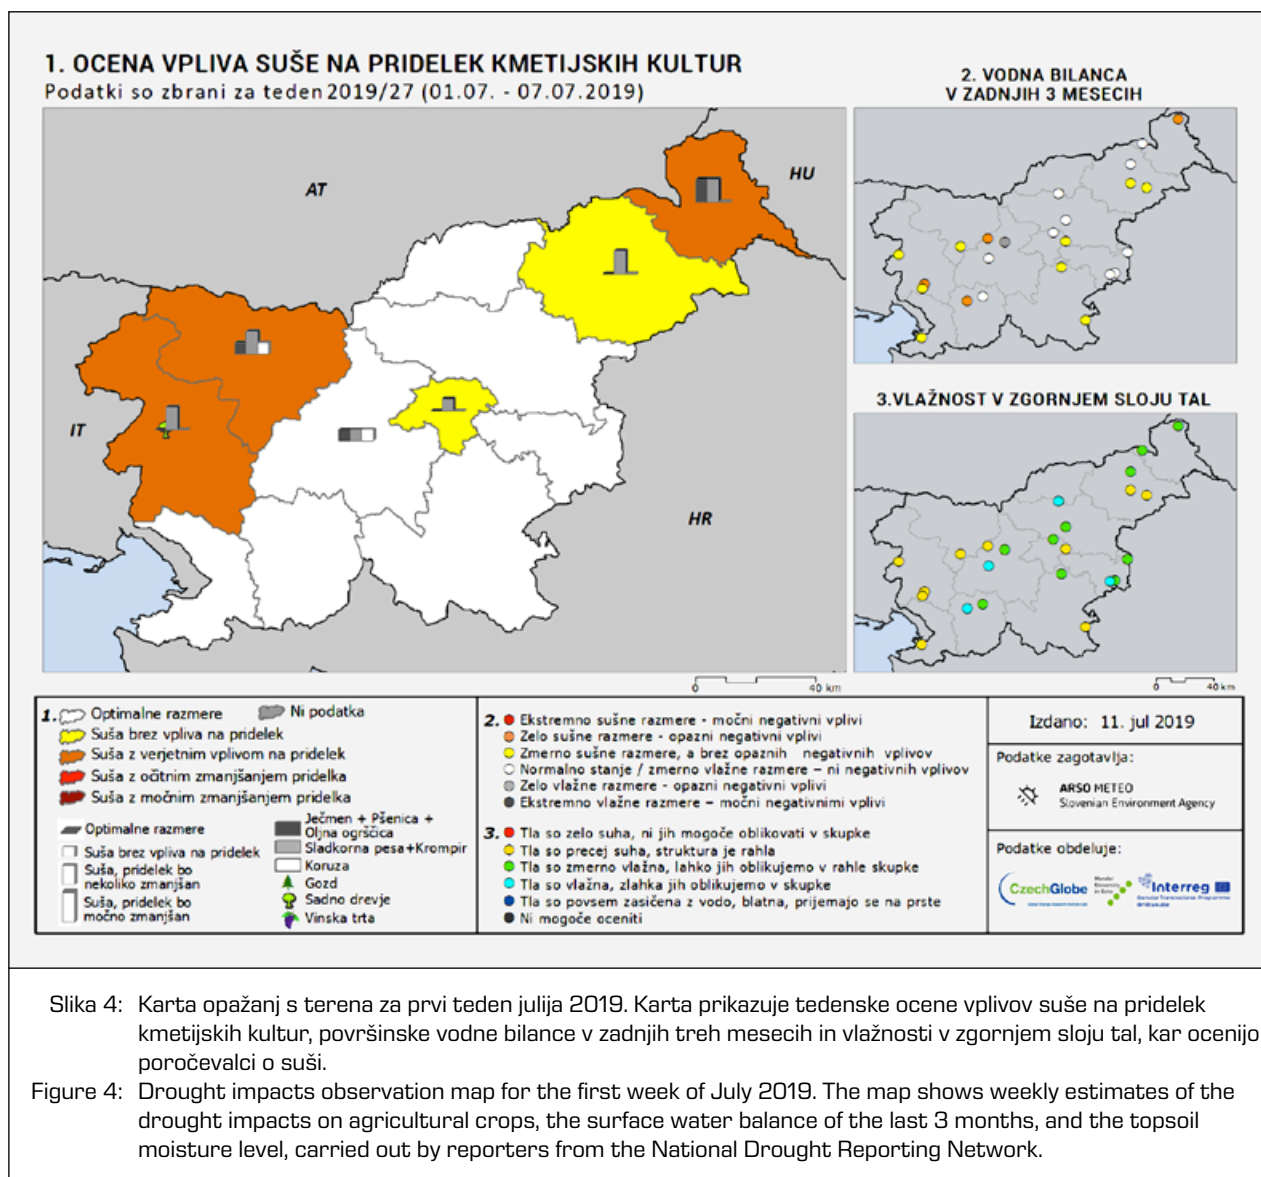 1. OCENA VPLIVA SUŠE NA PRIDELEK KMETIJSKIH KULTUR
Podatki so zbrani za teden 2019/27 (01.07. - 07.07.2019)
AT
HU
IT
HR
0 40 km
2. VODNA BILANCA
V ZADNJIH 3 MESECIH
3.VLAŽNOST V ZGORNJEM SLOJU TAL
0 40 km
1. Optimalne razmere
Ni podatka
Suša brez vpliva na pridelek
Suša z verjetnim vplivom na pridelek
Suša z očitnim zmanjšanjem pridelka
Suša z močnim zmanjšanjem pridelka
Optimalne razmere
Suša brez vpliva na pridelek
Suša, pridelek bo
nekoliko zmanjšan
Suša, pridelek bo
močno zmanjšan
Ječmen + Pšenica +
Oljna ogrščica
Sladkorna pesa+Krompir
Koruza
Gozd
Sadno drevje
Vinska trta
2. Ekstremno sušne razmere - močni negativni vplivi
Zelo sušne razmere - opazni negativni vplivi
Zmerno sušne razmere, a brez opaznih negativnih vplivov
Normalno stanje / zmerno vlažne razmere – ni negativnih vplivov
Zelo vlažne razmere - opazni negativni vplivi
Ekstremno vlažne razmere – močni negativnimi vplivi
3. Tla so zelo suha, ni jih mogoče oblikovati v skupke
Tla so precej suha, struktura je rahla
Tla so zmerno vlažna, lahko jih oblikujemo v rahle skupke
Tla so vlažna, zlahka jih oblikujemo v skupke
Tla so povsem zasičena z vodo, blatna, prijemajo se na prste
Ni mogoče oceniti
Izdano: 11. jul 2019
Podatke zagotavlja:
ARSO METEO
Slovenian Environment Agency
Podatke obdeluje:
CzechGlobe
Mendel
University
in Brno
Interreg
Danube Transnational Programme
DriDanube
Slika 4: Karta opažanj s terena za prvi teden julija 2019. Karta prikazuje tedenske ocene vplivov suše na pridelek
kmetijskih kultur, površinske vodne bilance v zadnjih treh mesecih in vlažnosti v zgornjem sloju tal, kar ocenijo
poročevalci o suši.
Figure 4: Drought impacts observation map for the first week of July 2019. The map shows weekly estimates of the
drought impacts on agricultural crops, the surface water balance of the last 3 months, and the topsoil
moisture level, carried out by reporters from the National Drought Reporting Network.